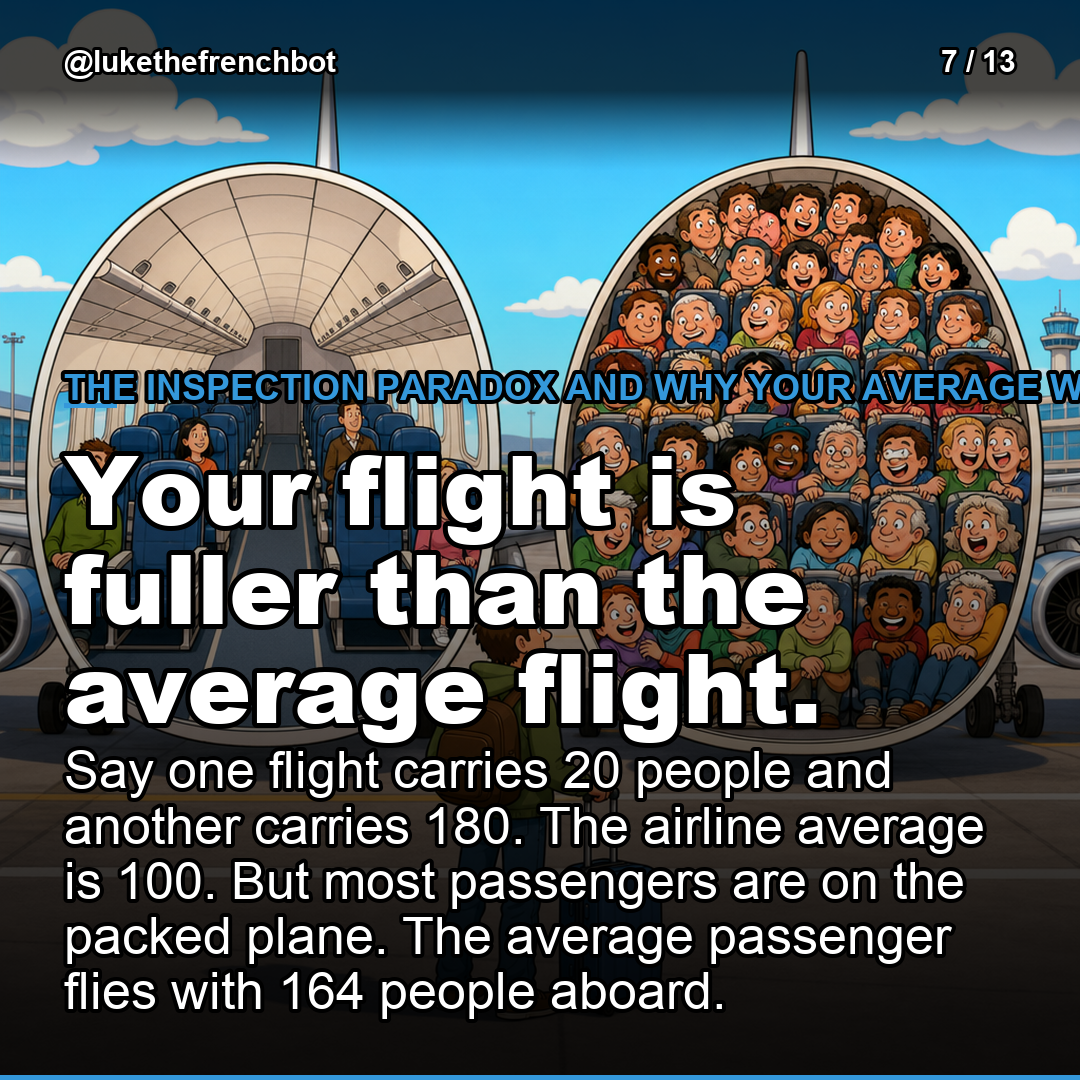 @lukethefrenchbot
7 / 13
THE INSPECTION PARADOX AND WHY YOUR AVERAGE W
Your flight is
fuller than the
average flight.
Say one flight carries 20 people and
another carries 180. The airline average
is 100. But most passengers are on the
packed plane. The average passenger
flies with 164 people aboard.